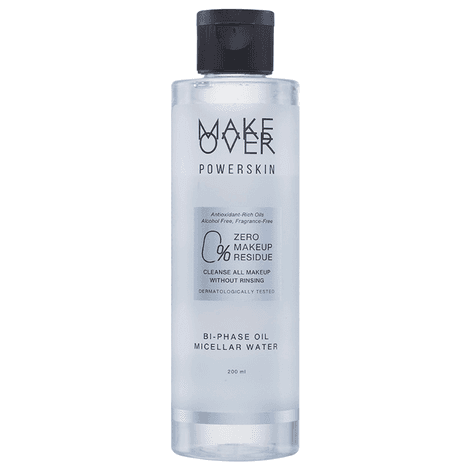 MAKE
OVER
POWERSKIN
Antioxidant-Rich Oils
Alcohol Free, Fragrance-Free
0% ZERO
MAKEUP
RESIDUE
CLEANSE ALL MAKEUP
WITHOUT RINSING
DERMATOLOGICALLY TESTED
BI-PHASE OIL
MICELLAR WATER
200 ml